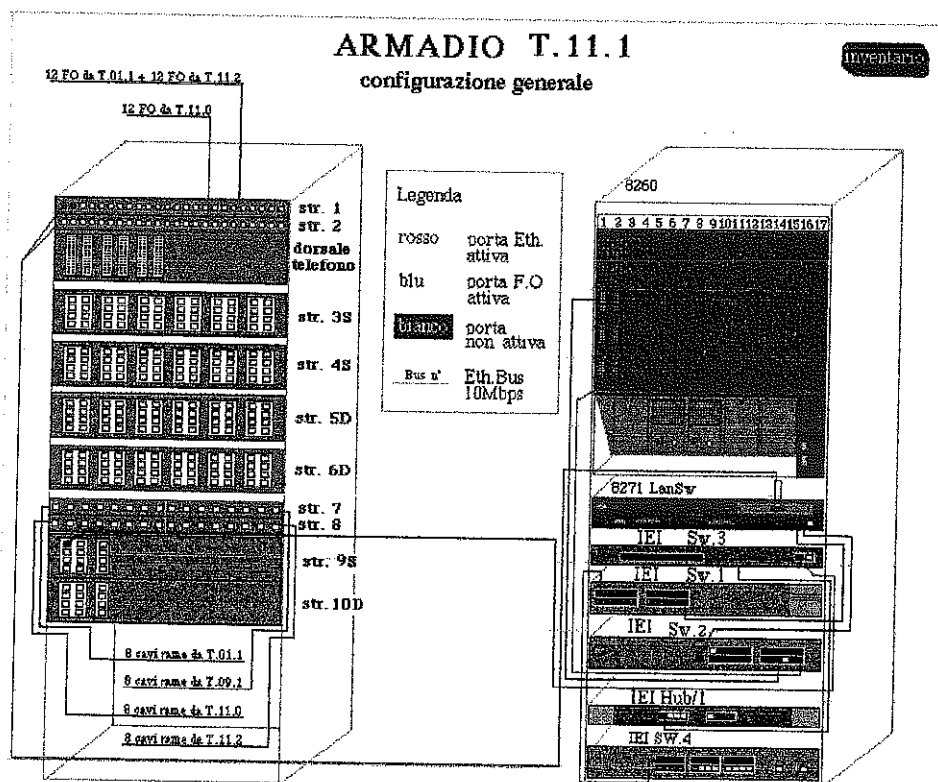 ARMADIO T.11.1
configurazione generale
inventario
12 FO da T.01.1 + 12 FO da T.11.2
12 FO da T.11.0
str. 1
str. 2
dorsale
telefono
str. 3S
str. 4S
str. 5D
str. 6D
str. 7
str. 8
str. 9S
str. 10D
8 cavi rame da T.01.1
8 cavi rame da T.09.1
8 cavi rame da T.11.0
8 cavi rame da T.11.2
Legenda
rosso porta Eth.
attiva
blu porta F.O
attiva
bianco porta
non attiva
Bus n° Eth.Bus
10Mbps
8260
1 2 3 4 5 6 7 8 9 10 11 12 13 14 15 16 17
8271 LanSw
IEI Sw.3
IEI Sw.1
IEI Sw.2
IEI Hub/1
IEI SW.4